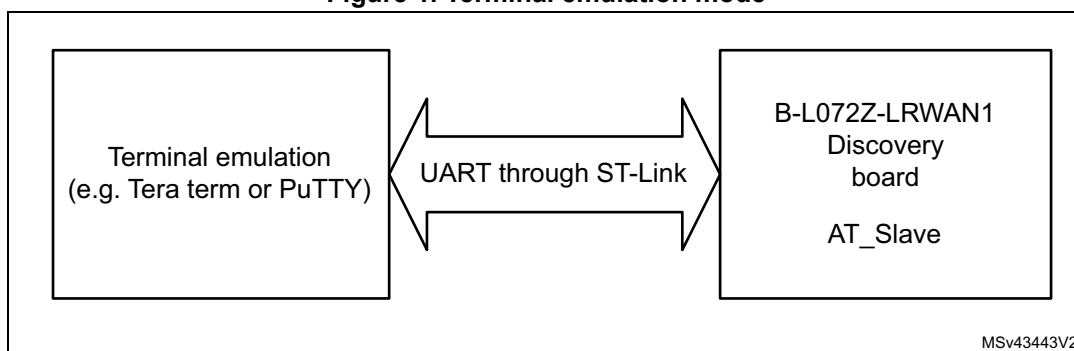 Figure 1. Terminal emulation mode
Terminal emulation
(e.g. Tera term or PuTTY)
UART through ST-Link
B-L072Z-LRWAN1
Discovery
board
AT_Slave
MSv43443V2